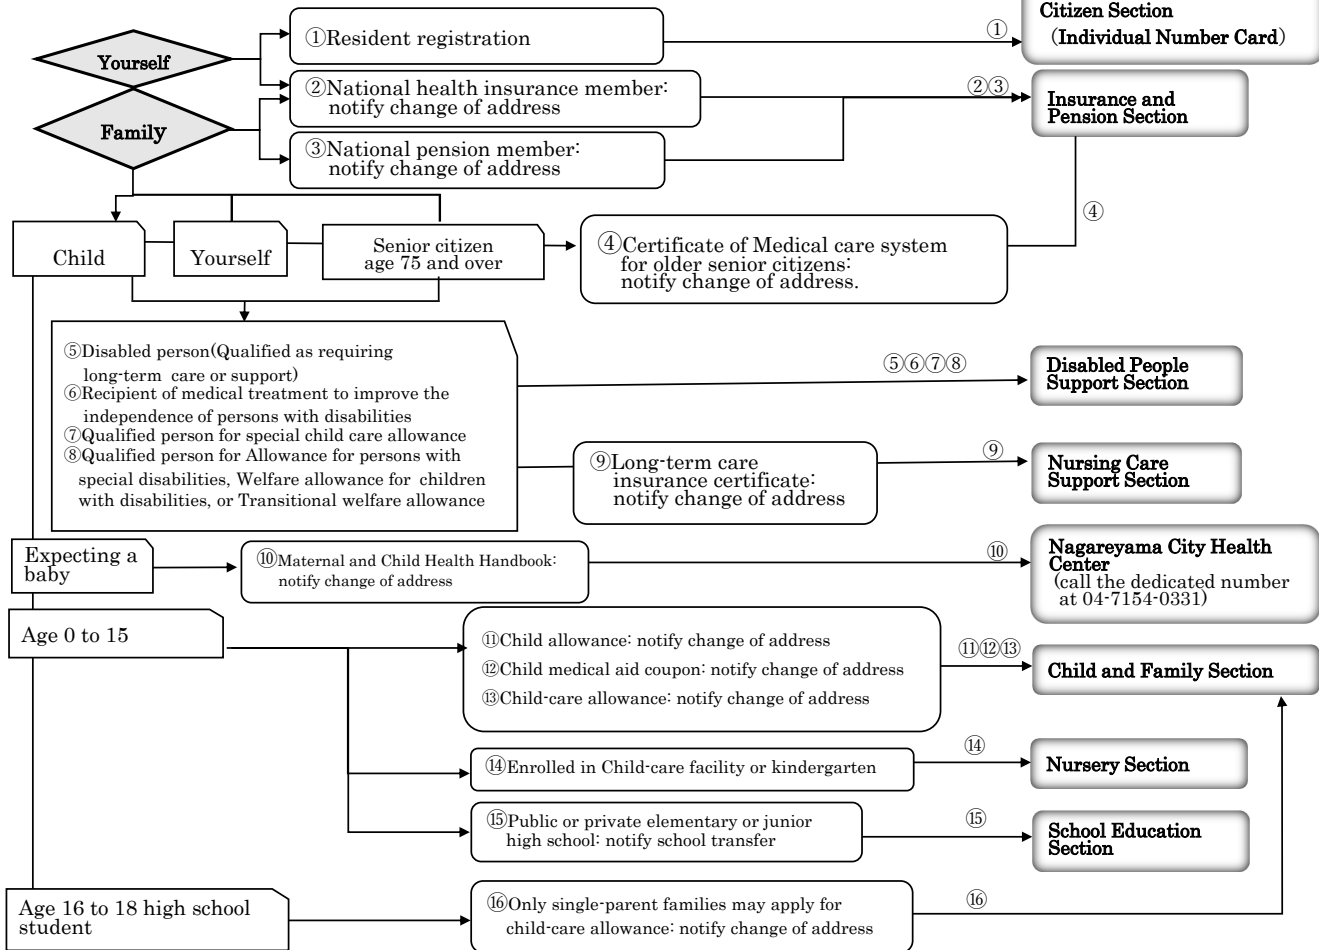 Citizen Section
（Individual Number Card）
①Resident registration
①
Yourself
②National health insurance member:
notify change of address
②③
Insurance and
Pension Section
Family
③National pension member:
notify change of address
④
Child
Yourself
Senior citizen
age 75 and over
④Certificate of Medical care system
for older senior citizens:
notify change of address.
⑤Disabled person(Qualified as requiring
long-term care or support)
⑥Recipient of medical treatment to improve the
independence of persons with disabilities
⑦Qualified person for special child care allowance
⑧Qualified person for Allowance for persons with
special disabilities, Welfare allowance for children
with disabilities, or Transitional welfare allowance
⑤⑥⑦⑧
Disabled People
Support Section
⑨Long-term care
insurance certificate:
notify change of address
⑨
Nursing Care
Support Section
Expecting a
baby
⑩Maternal and Child Health Handbook:
notify change of address
⑩
Nagareyama City Health
Center
(call the dedicated number
at 04-7154-0331)
Age 0 to 15
⑪Child allowance: notify change of address
⑫Child medical aid coupon: notify change of address
⑬Child-care allowance: notify change of address
⑪⑫⑬
Child and Family Section
⑭Enrolled in Child-care facility or kindergarten
⑭
Nursery Section
⑮Public or private elementary or junior
high school: notify school transfer
⑮
School Education
Section
Age 16 to 18 high school
student
⑯Only single-parent families may apply for
child-care allowance: notify change of address
⑯